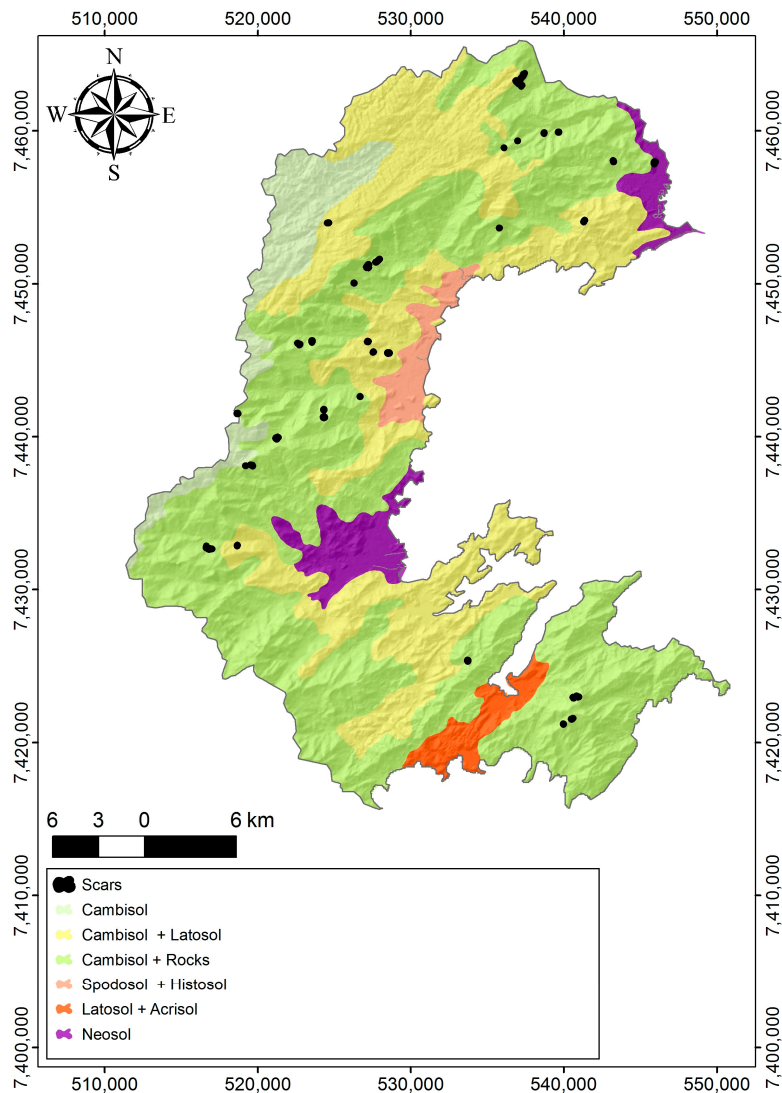 510,000 520,000 530,000 540,000 550,000
N
W E
S
7,460,000 7,460,000
7,450,000 7,450,000
7,440,000 7,440,000
7,430,000 7,430,000
7,420,000 7,420,000
7,410,000 7,410,000
7,400,000 7,400,000
6 3 0 6 km
Scars
Cambisol
Cambisol + Latosol
Cambisol + Rocks
Spodosol + Histosol
Latosol + Acrisol
Neosol
510,000 520,000 530,000 540,000 550,000